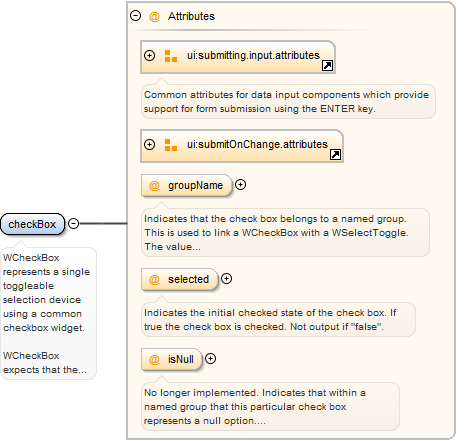 @ Attributes
ui:submitting.input.attributes
Common attributes for data input components which provide
support for form submission using the ENTER key.
ui:submitOnChange.attributes
@ groupName
Indicates that the check box belongs to a named group.
This is used to link a WCheckBox with a WSelectToggle.
The value...
checkBox
WCheckBox
represents a single
toggleable
selection device
using a common
checkbox widget.
WCheckBox
expects that the...
@ selected
Indicates the initial checked state of the check box. If
true the check box is checked. Not output if "false".
@ isNull
No longer implemented. Indicates that within a
named group that this particular check box
represents a null option....